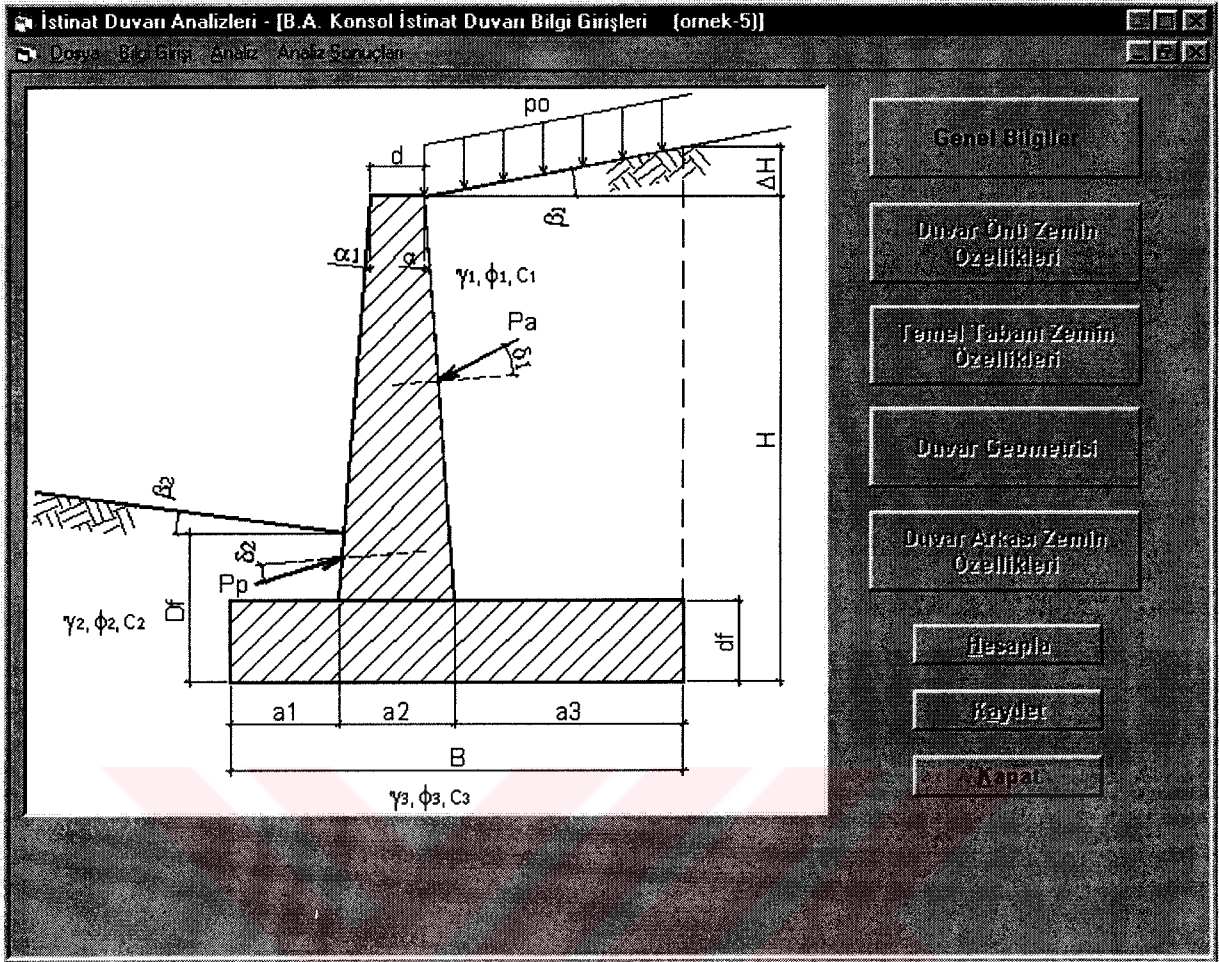 İstinat Duvarı Analizleri - [B.A. Konsol İstinat Duvarı Bilgi Girişleri (ornek-5)]
Dosya Bilgi Girişi Analiz Analiz Sonuçları
po
d
ΔH
β1
α1
α
γ1, ϕ1, C1
Pa
δ1
H
β2
δ2
Pp
Df
γ2, ϕ2, C2
df
a1
a2
a3
B
γ3, ϕ3, C3
Genel Bilgiler
Duvar Önü Zemin
Özellikleri
Temel Tabanı Zemin
Özellikleri
Duvar Geometrisi
Duvar Arkası Zemin
Özellikleri
Hesapla
Kaydet
Kapat